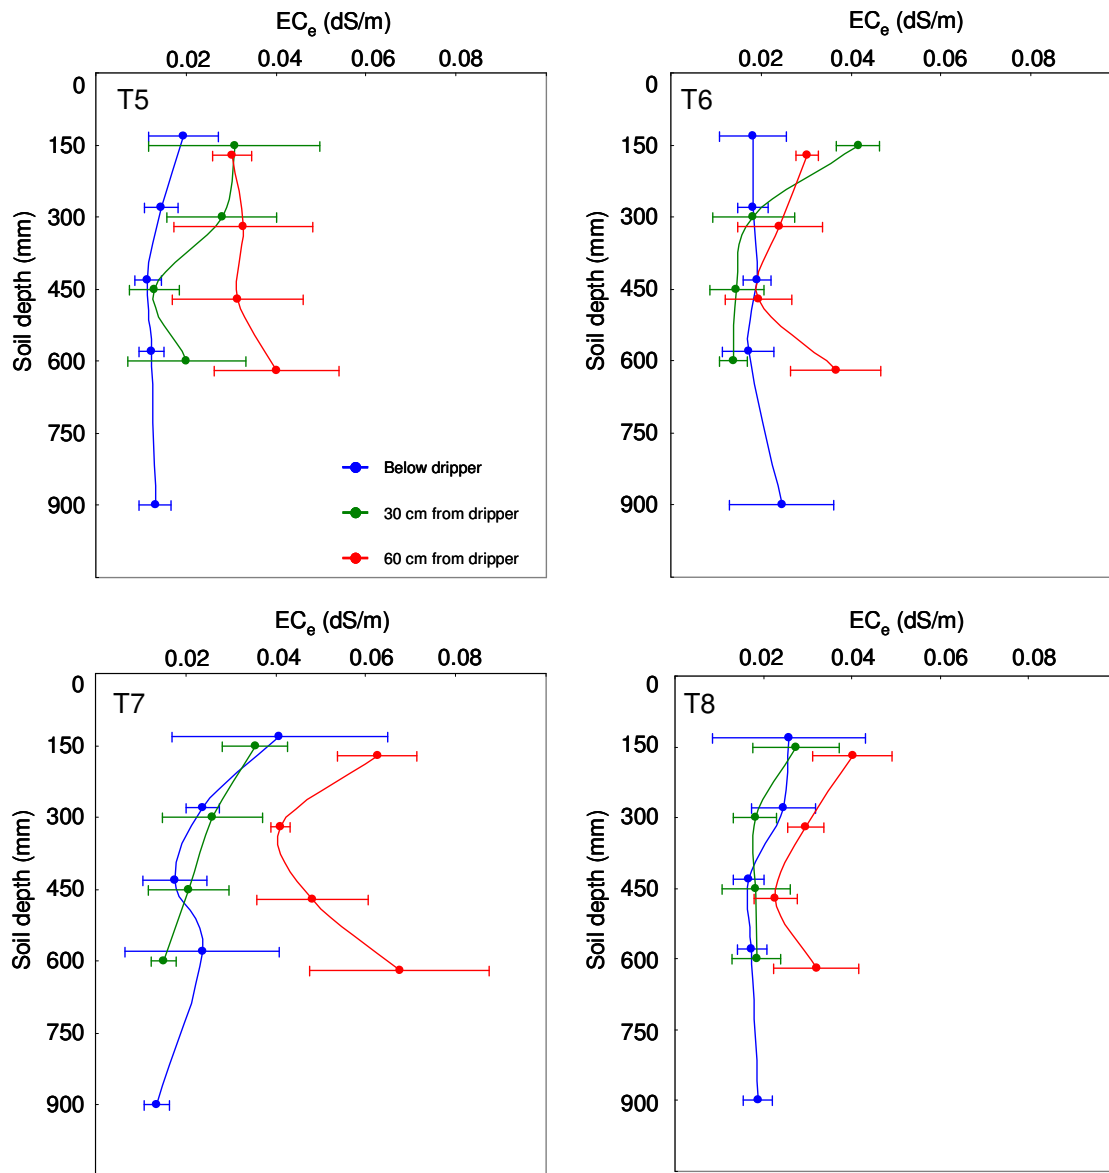 ECe (dS/m)
0.02 0.04 0.06 0.08
0
T5
150
300
450
600
750
900
Soil depth (mm)
Below dripper
30 cm from dripper
60 cm from dripper
ECe (dS/m)
0.02 0.04 0.06 0.08
0
T6
150
300
450
600
750
900
Soil depth (mm)
ECe (dS/m)
0.02 0.04 0.06 0.08
0
T7
150
300
450
600
750
900
Soil depth (mm)
ECe (dS/m)
0.02 0.04 0.06 0.08
0
T8
150
300
450
600
750
900
Soil depth (mm)